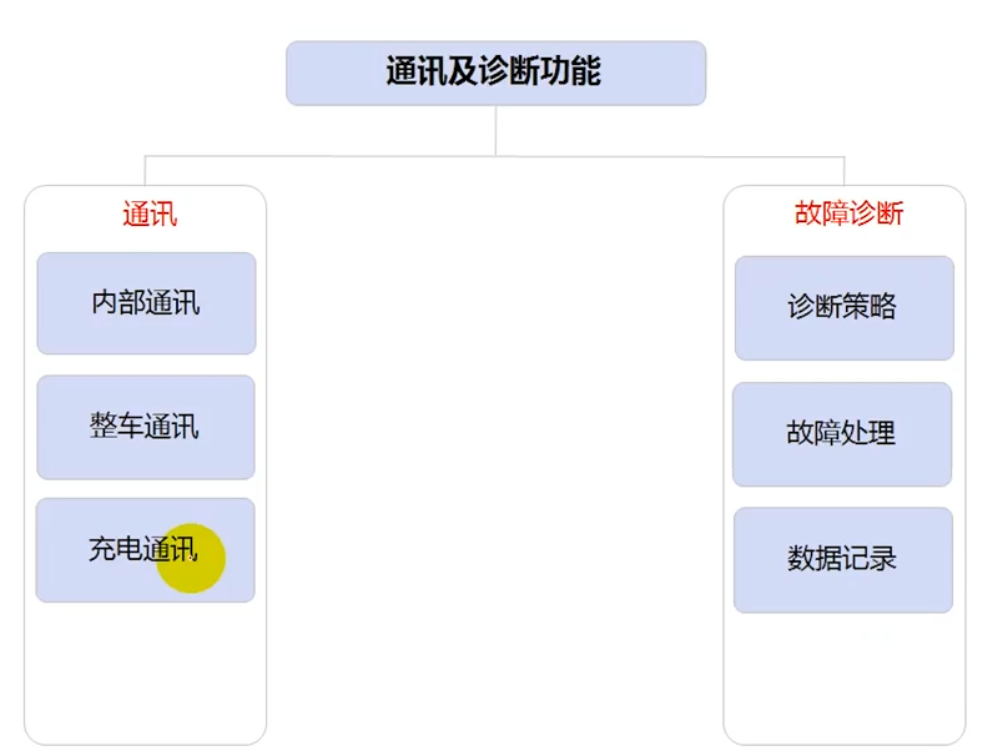 通讯及诊断功能
通讯
内部通讯
整车通讯
充电通讯
故障诊断
诊断策略
故障处理
数据记录